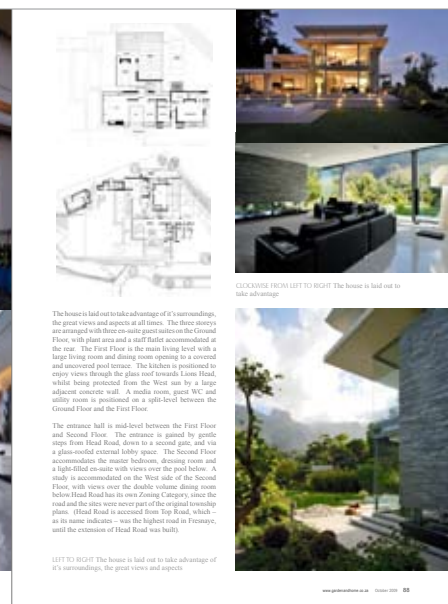 CLOCKWISE FROM LEFT TO RIGHT The house is laid out to
take advantage
The house is laid out to take advantage of it's surroundings,
the great views and aspects at all times. The three storeys
are arranged with three en-suite guest suites on the Ground
Floor, with plant area and a staff flatlet accommodated at
the rear. The First Floor is the main living level with a
large living room and dining room opening to a covered
and uncovered pool terrace. The kitchen is positioned to
enjoy views through the glass roof towards Lions Head,
whilst being protected from the West sun by a large
adjacent concrete wall. A media room, guest WC and
utility room is positioned on a split-level between the
Ground Floor and the First Floor.
The entrance hall is mid-level between the First Floor
and Second Floor. The entrance is gained by gentle
steps from Head Road, down to a second gate, and via
a glass-roofed external lobby space. The Second Floor
accommodates the master bedroom, dressing room and
a light-filled en-suite with views over the pool below. A
study is accommodated on the West side of the Second
Floor, with views over the double volume dining room
below.Head Road has its own Zoning Category, since the
road and the sites were never part of the original township
plans. (Head Road is accessed from Top Road, which –
as its name indicates – was the highest road in Fresnaye,
until the extension of Head Road was built).
LEFT TO RIGHT The house is laid out to take advantage of
it's surroundings, the great views and aspects